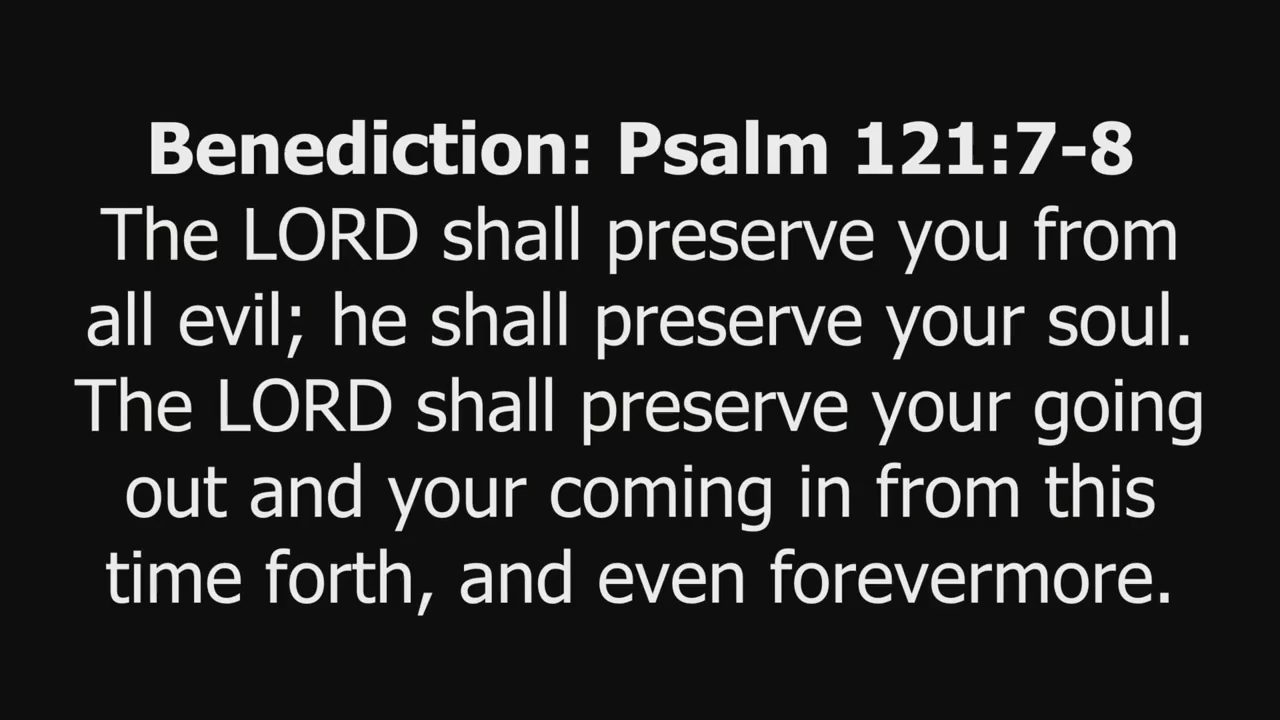 Benediction: Psalm 121:7-8
The LORD shall preserve you from
all evil; he shall preserve your soul.
The LORD shall preserve your going
out and your coming in from this
time forth, and even forevermore.